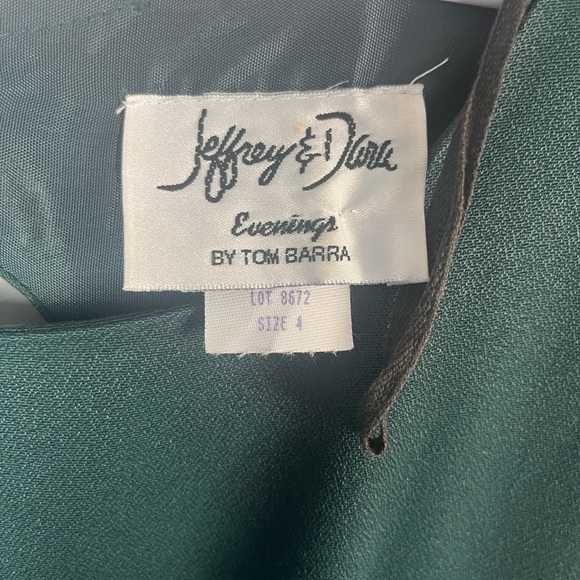 Jeffrey & Dara
Evenings
BY TOM BARRA
LOT 8672
SIZE 4